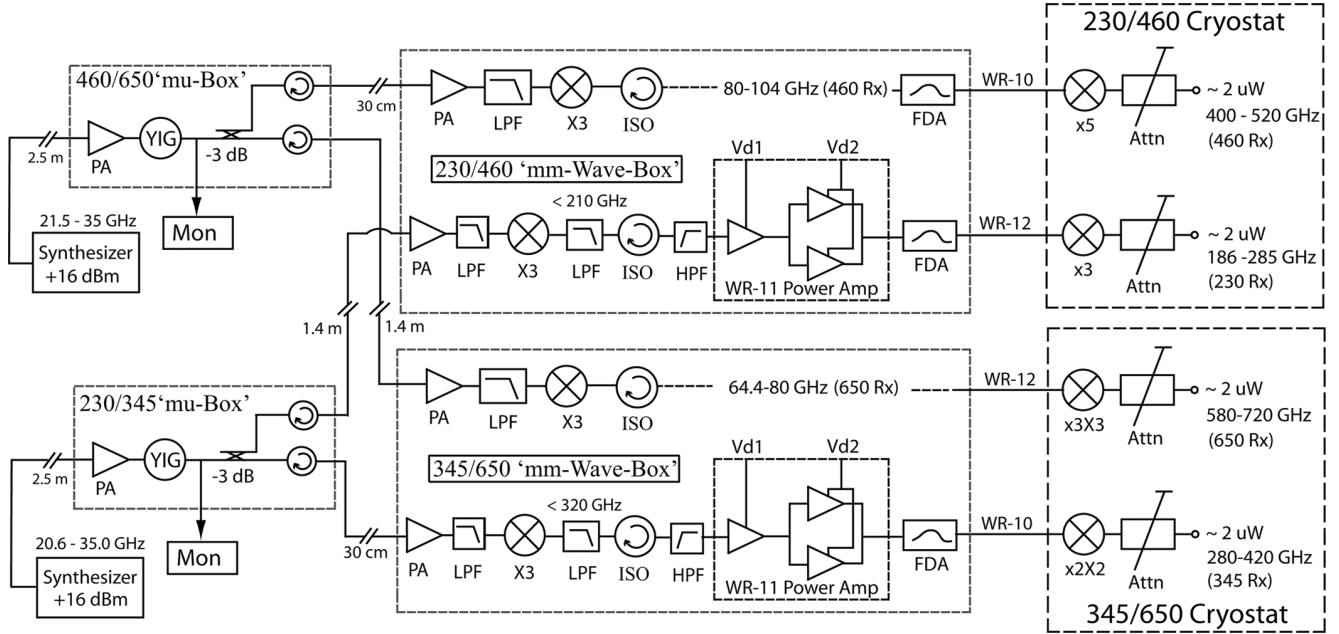 230/460 Cryostat
460/650‘mu-Box’
2.5 m
PA
YIG
-3 dB
Mon
21.5 - 35 GHz
Synthesizer
+16 dBm
30 cm
PA
LPF
X3
ISO
80-104 GHz (460 Rx)
FDA
WR-10
x5
Attn
~ 2 uW
400 - 520 GHz
(460 Rx)
230/460 ‘mm-Wave-Box’
< 210 GHz
PA
LPF
X3
LPF
ISO
HPF
Vd1
Vd2
WR-11 Power Amp
FDA
WR-12
x3
Attn
~ 2 uW
186 -285 GHz
(230 Rx)
1.4 m
1.4 m
230/345‘mu-Box’
2.5 m
PA
YIG
-3 dB
Mon
20.6 - 35.0 GHz
Synthesizer
+16 dBm
30 cm
PA
LPF
X3
ISO
64.4-80 GHz (650 Rx)
WR-12
x3X3
Attn
~ 2 uW
580-720 GHz
(650 Rx)
345/650 ‘mm-Wave-Box’
< 320 GHz
PA
LPF
X3
LPF
ISO
HPF
Vd1
Vd2
WR-11 Power Amp
FDA
WR-10
x2X2
Attn
~ 2 uW
280-420 GHz
(345 Rx)
345/650 Cryostat